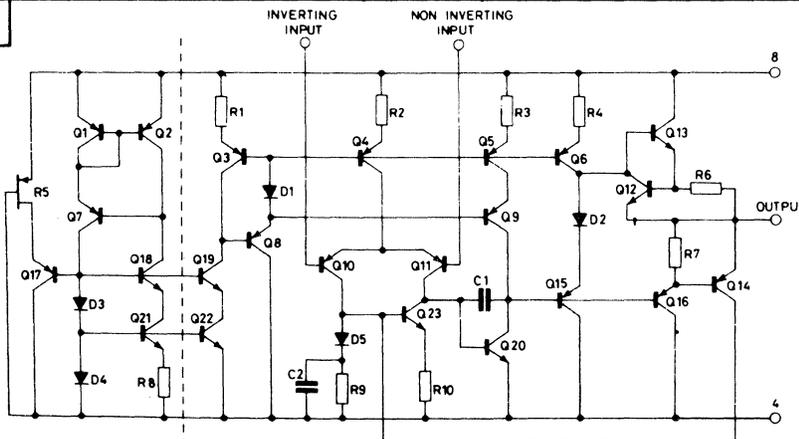 INVERTING
INPUT
NON INVERTING
INPUT
8
R1
R2
R3
R4
Q13
Q1
Q2
Q3
Q4
Q5
Q6
R6
R5
D1
Q12
OUTPU
Q7
Q9
D2
Q8
R7
Q17
Q18
Q19
Q10
Q11
C1
Q15
Q16
Q14
D3
Q21
Q22
Q23
D5
Q20
D4
R8
C2
R9
R10
4